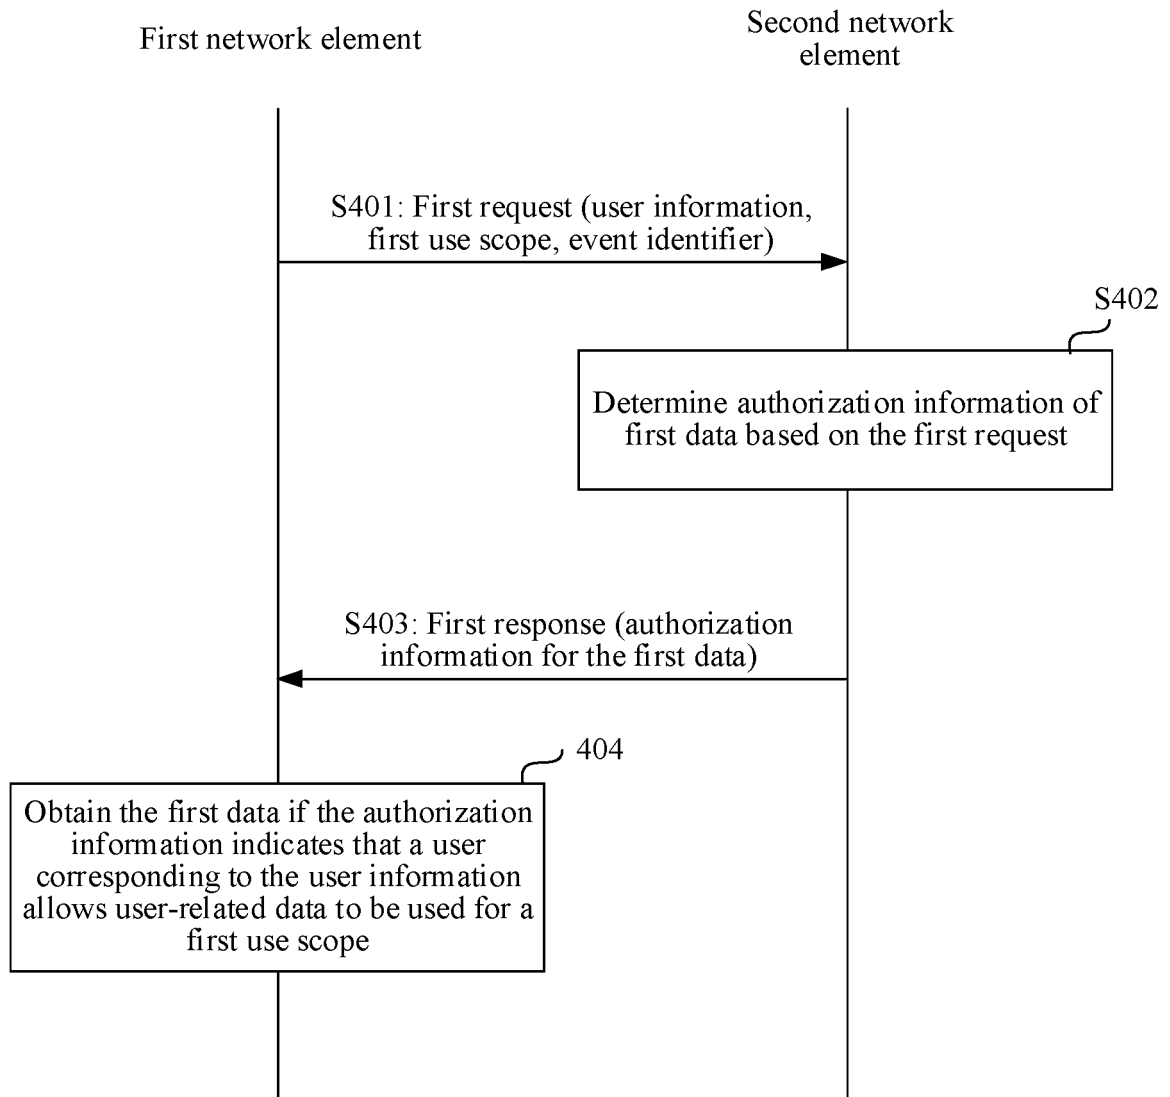 First network element
Second network
element
S401: First request (user information,
first use scope, event identifier)
S402
Determine authorization information of
first data based on the first request
S403: First response (authorization
information for the first data)
404
Obtain the first data if the authorization
information indicates that a user
corresponding to the user information
allows user-related data to be used for a
first use scope